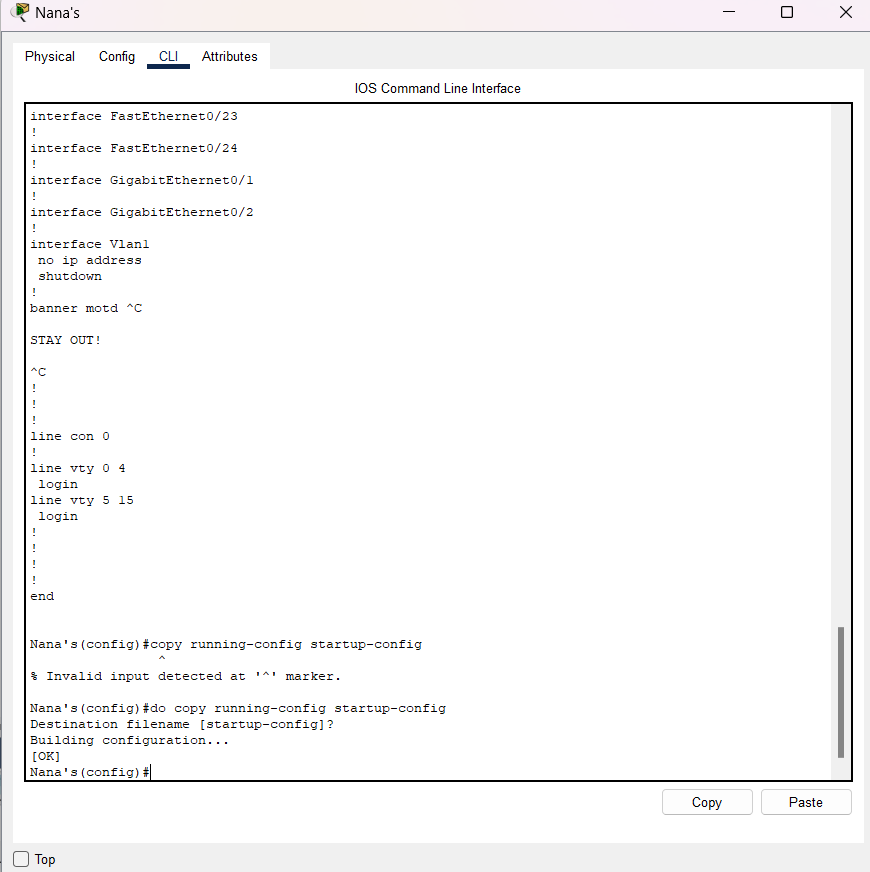 Nana's
Physical Config CLI Attributes
IOS Command Line Interface
interface FastEthernet0/23
!
interface FastEthernet0/24
!
interface GigabitEthernet0/1
!
interface GigabitEthernet0/2
!
interface Vlan1
 no ip address
 shutdown
!
banner motd ^C

STAY OUT!

^C
!
!
!
line con 0
!
line vty 0 4
 login
line vty 5 15
 login
!
!
!
!
end


Nana's(config)#copy running-config startup-config
                ^
% Invalid input detected at '^' marker.

Nana's(config)#do copy running-config startup-config
Destination filename [startup-config]?
Building configuration...
[OK]
Nana's(config)#
Copy Paste
Top